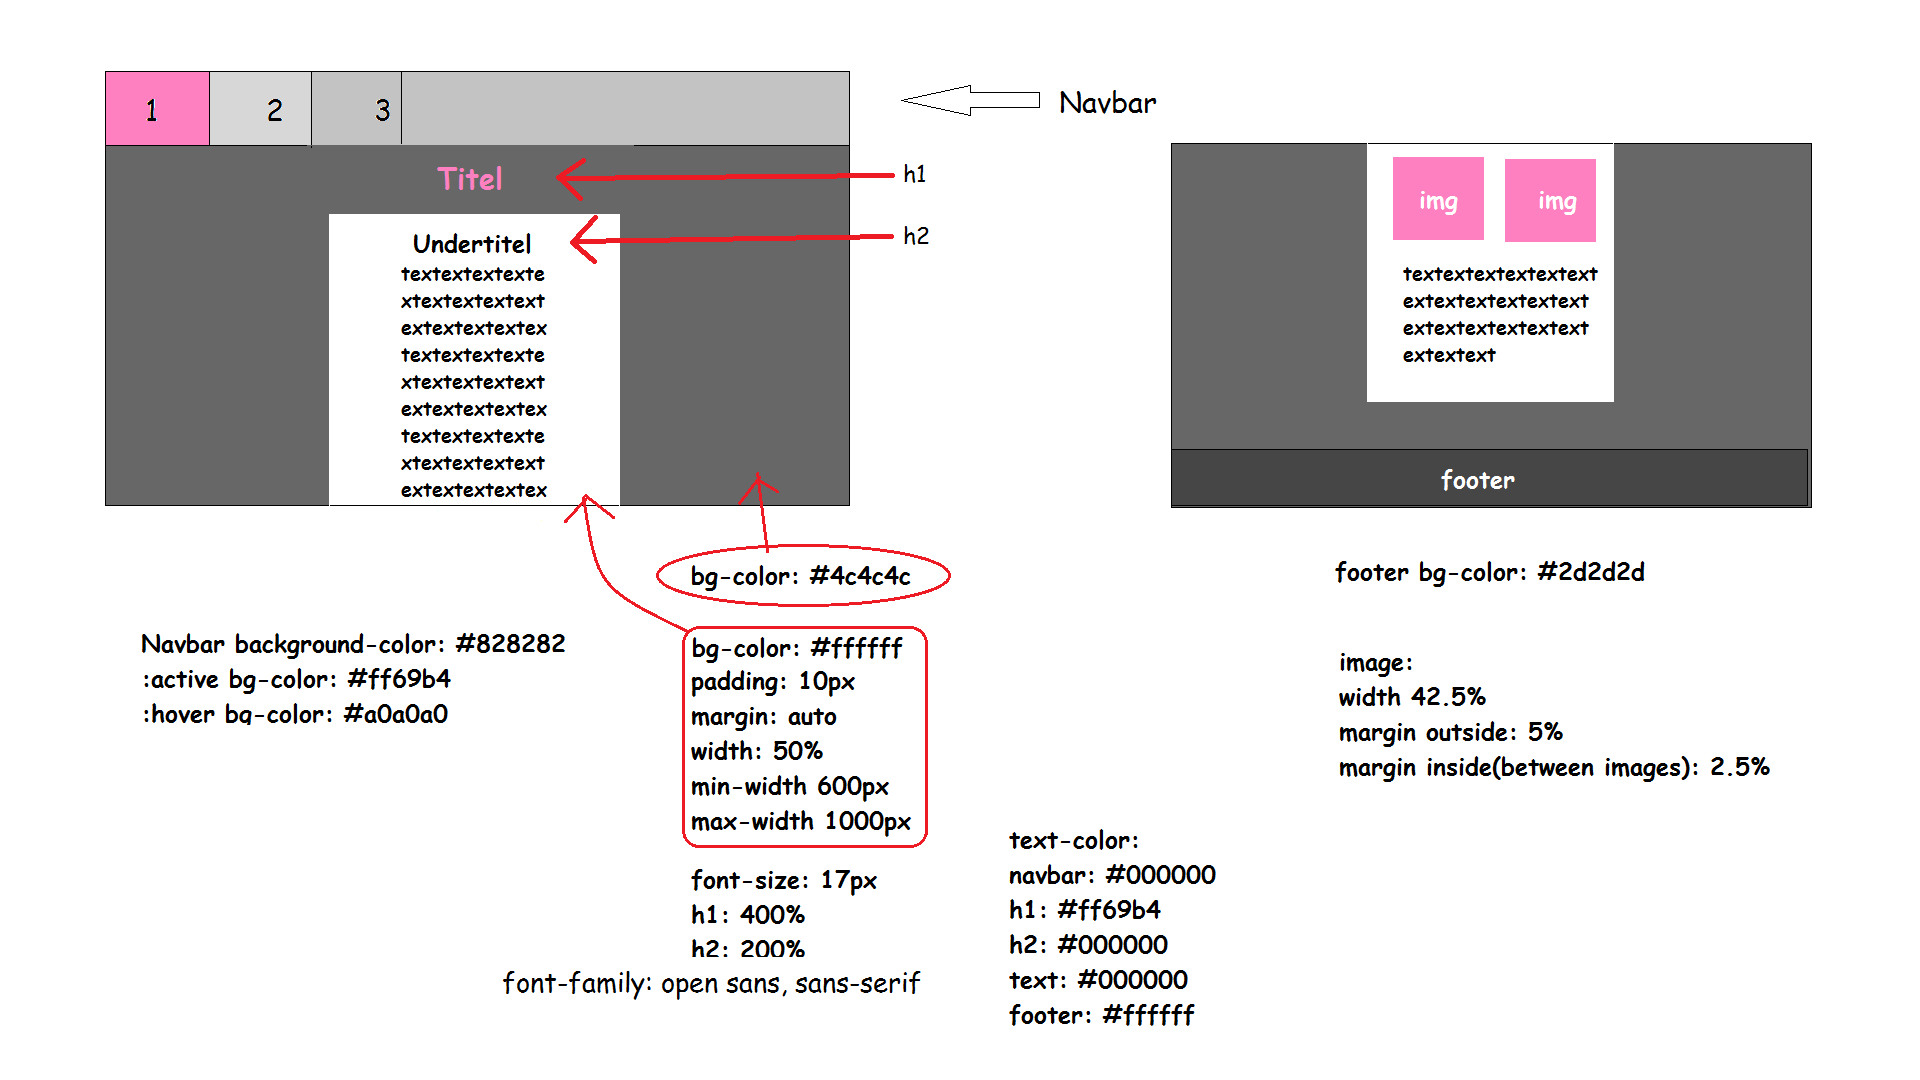 1 2 3
Navbar
Titel
h1
Undertitel
h2
textextextexte
xtextextextext
extextextextex
textextextexte
xtextextextext
extextextextex
textextextexte
xtextextextext
extextextextex
img img
textextextextextext
extextextextextext
extextextextextext
extextext
footer
bg-color: #4c4c4c
footer bg-color: #2d2d2d
Navbar background-color: #828282
:active bg-color: #ff69b4
:hover bg-color: #a0a0a0
bg-color: #ffffff
padding: 10px
margin: auto
width: 50%
min-width 600px
max-width 1000px
font-size: 17px
h1: 400%
h2: 200%
font-family: open sans, sans-serif
image:
width 42.5%
margin outside: 5%
margin inside(between images): 2.5%
text-color:
navbar: #000000
h1: #ff69b4
h2: #000000
text: #000000
footer: #ffffff